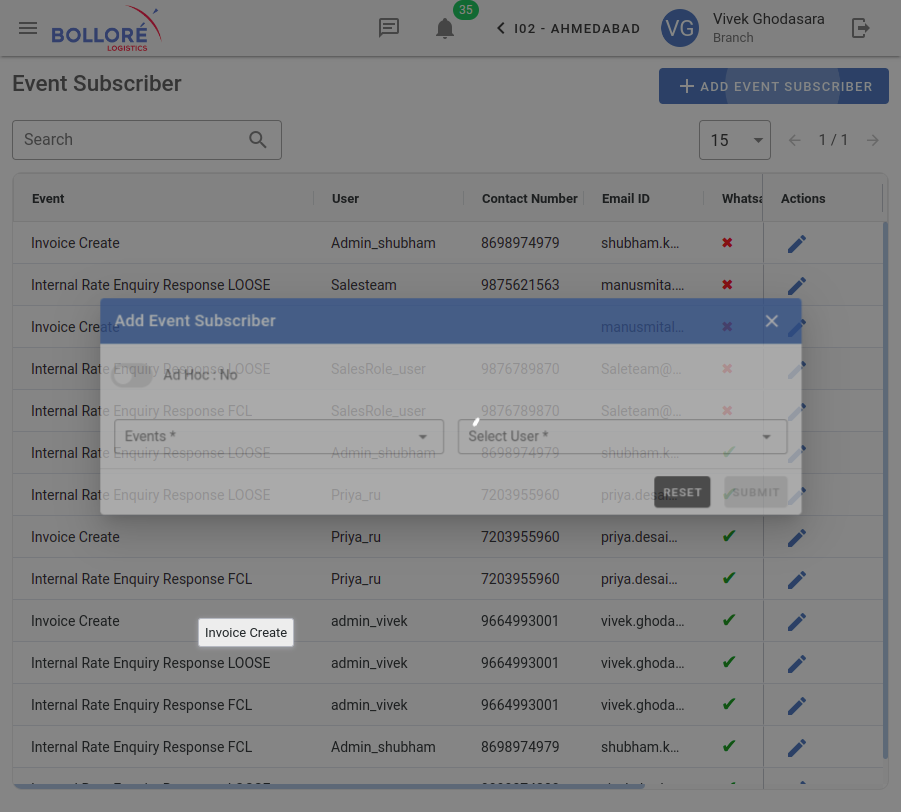 BOLLORÉ
LOGISTICS
35
I02 - AHMEDABAD
VG
Vivek Ghodasara
Branch
Event Subscriber
ADD EVENT SUBSCRIBER
Search
15
1 / 1
Event User Contact Number Email ID Whatsa Actions
Invoice Create Admin_shubham 8698974979 shubham.k...
Internal Rate Enquiry Response LOOSE Salesteam 9875621563 manusmita....
Add Event Subscriber
Invoice Create manusmital...
Internal Rate Enquiry Response LOOSE SalesRole_user 9876789870 Saleteam@...
Ad Hoc : No
Internal Rate Enquiry Response FCL SalesRole_user 9876789870 Saleteam@...
Events * Select User *
Internal Rate Enquiry Response FCL Admin_shubham 8698974979 shubham.k...
Internal Rate Enquiry Response LOOSE Priya_ru 7203955960 priya.desai...
RESET SUBMIT
Invoice Create Priya_ru 7203955960 priya.desai...
Internal Rate Enquiry Response FCL Priya_ru 7203955960 priya.desai...
Invoice Create admin_vivek 9664993001 vivek.ghoda...
Invoice Create
Internal Rate Enquiry Response LOOSE admin_vivek 9664993001 vivek.ghoda...
Internal Rate Enquiry Response FCL admin_vivek 9664993001 vivek.ghoda...
Internal Rate Enquiry Response FCL Admin_shubham 8698974979 shubham.k...